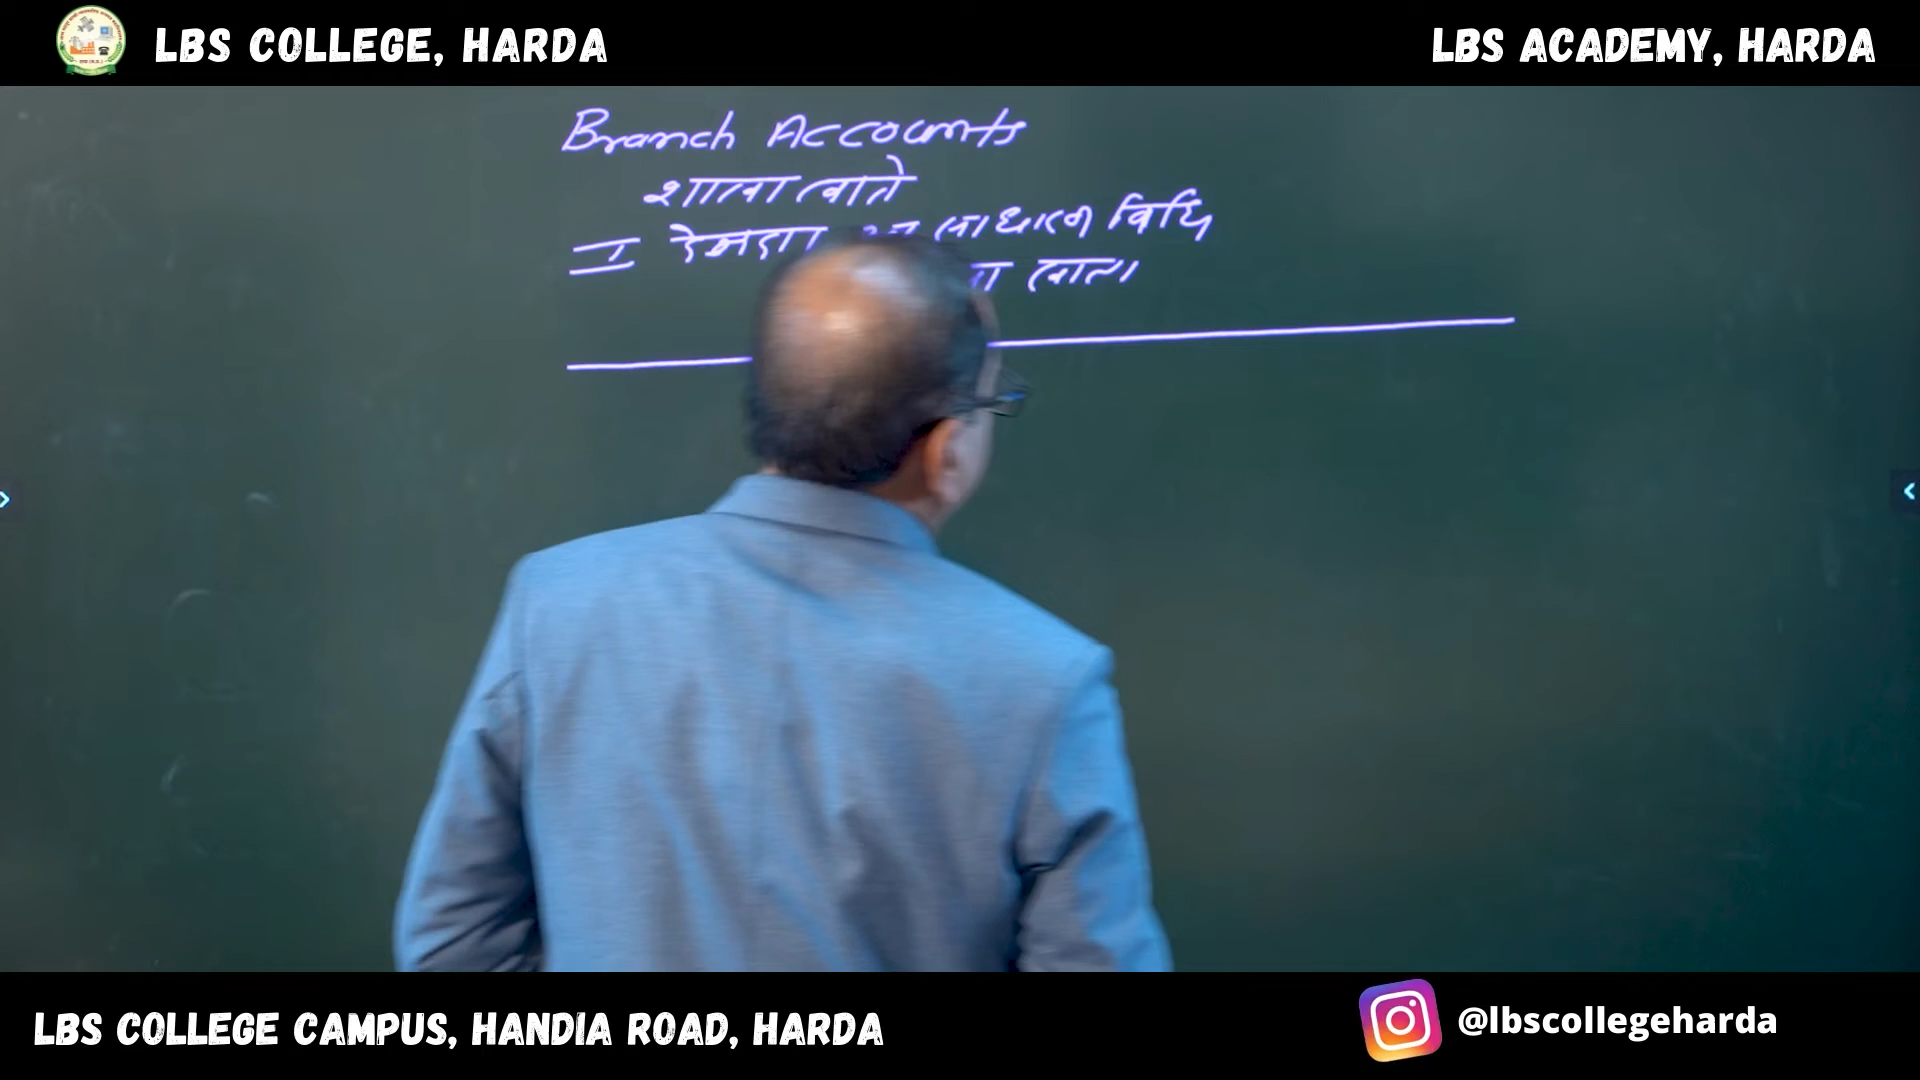 LBS COLLEGE, HARDA
LBS ACADEMY, HARDA
Branch Accounts
शाखा खाते
I साधारण विधि
खाता
LBS COLLEGE CAMPUS, HANDIA ROAD, HARDA
@lbscollegeharda